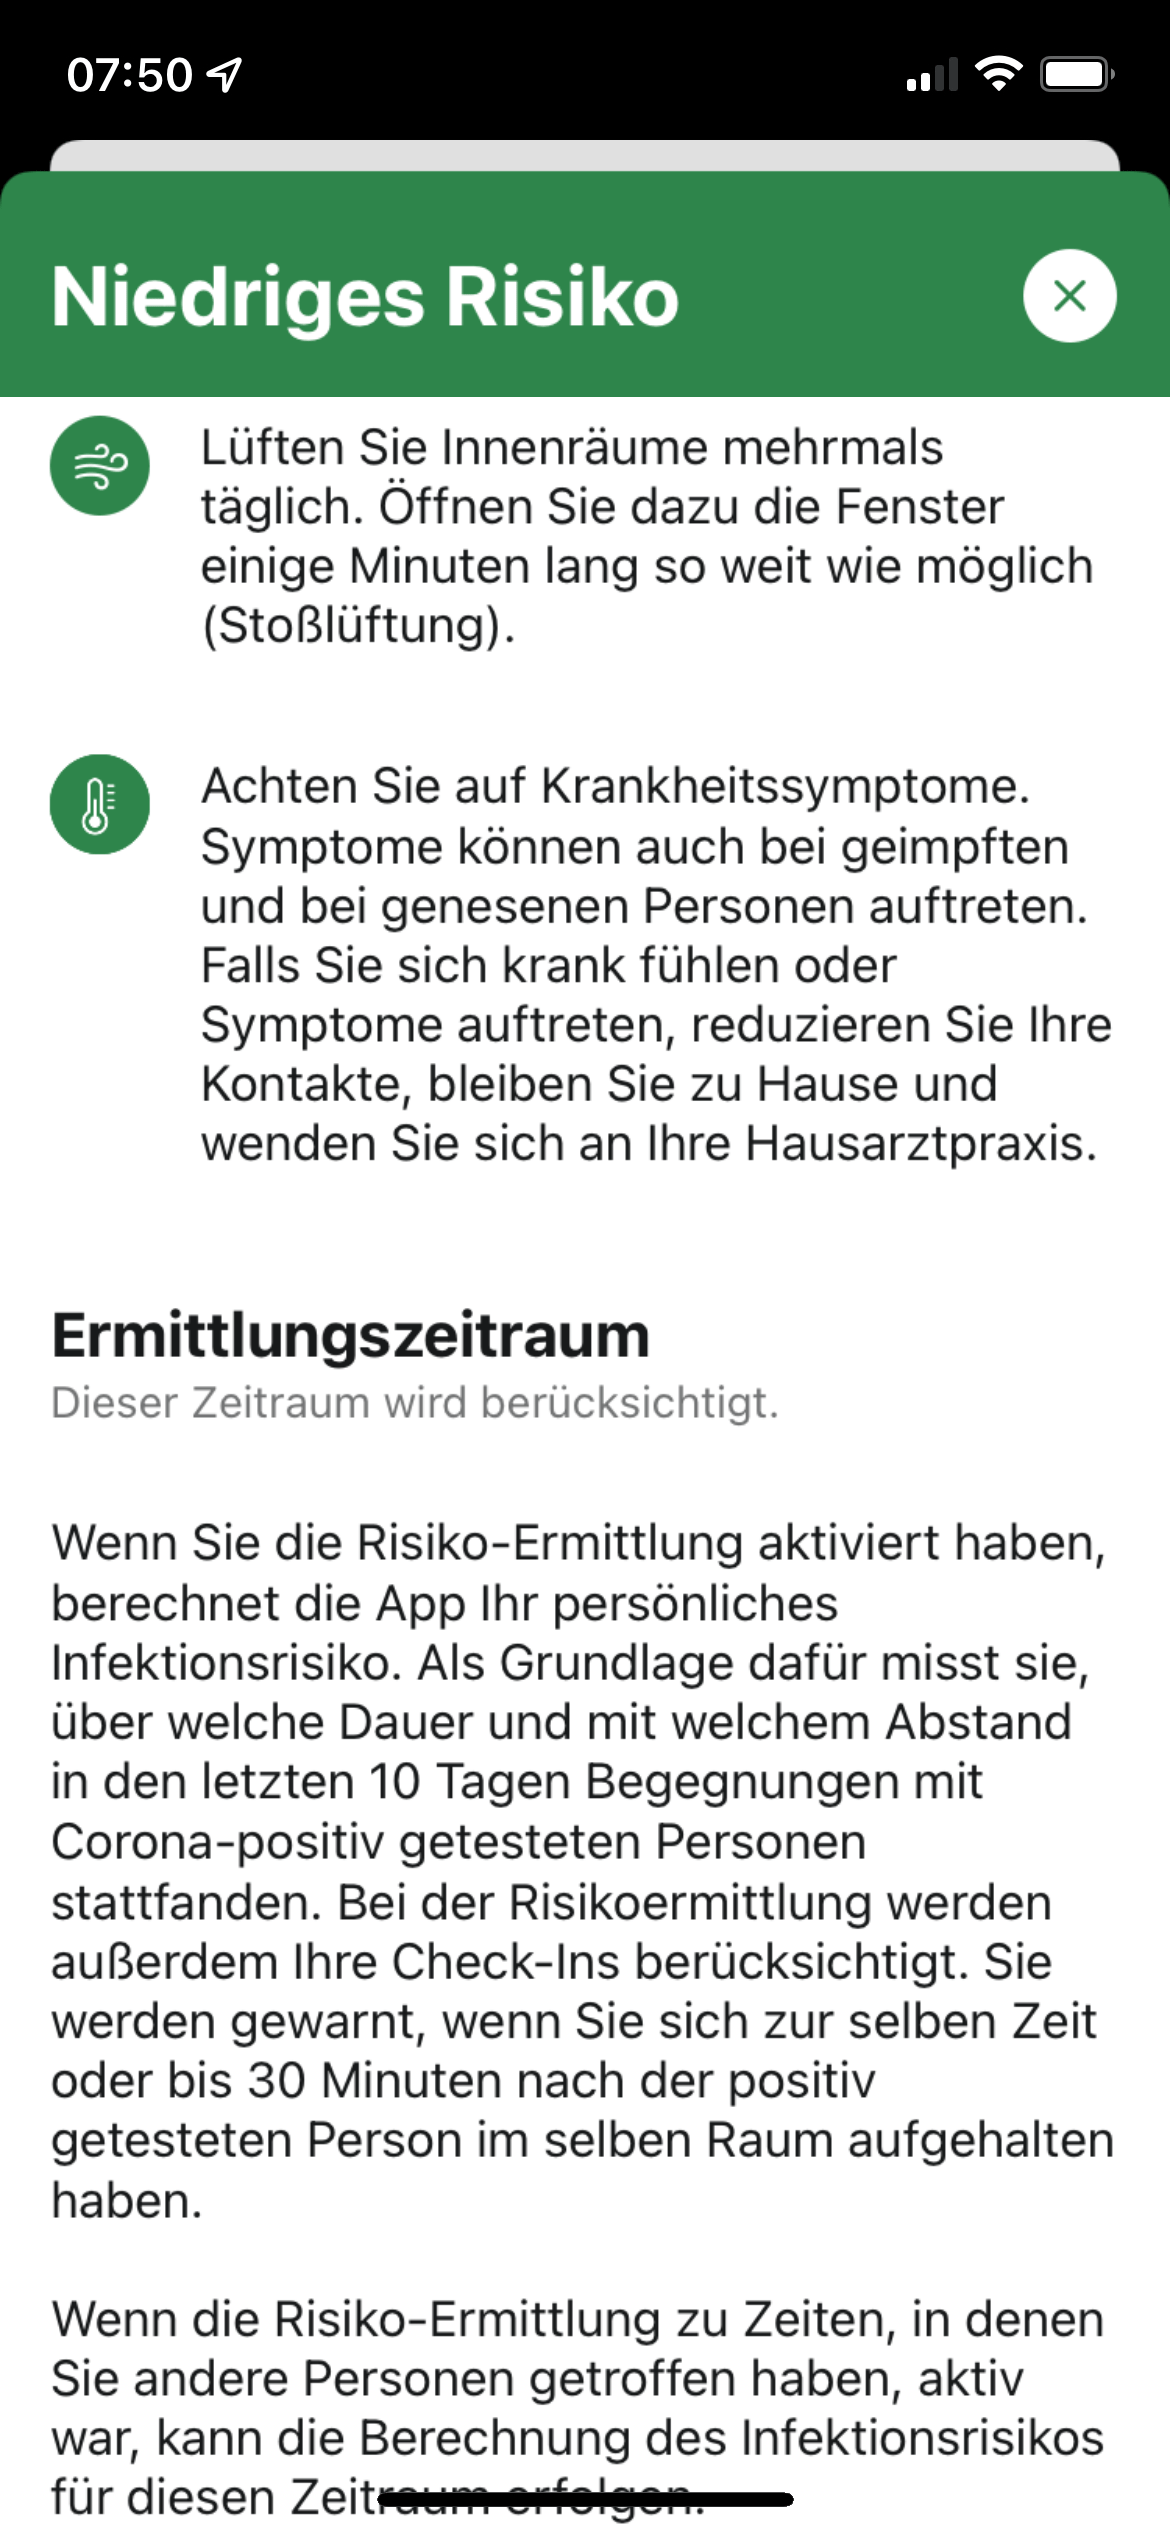 07:50
Niedriges Risiko
Lüften Sie Innenräume mehrmals
täglich. Öffnen Sie dazu die Fenster
einige Minuten lang so weit wie möglich
(Stoßlüftung).
Achten Sie auf Krankheitssymptome.
Symptome können auch bei geimpften
und bei genesenen Personen auftreten.
Falls Sie sich krank fühlen oder
Symptome auftreten, reduzieren Sie Ihre
Kontakte, bleiben Sie zu Hause und
wenden Sie sich an Ihre Hausarztpraxis.
Ermittlungszeitraum
Dieser Zeitraum wird berücksichtigt.
Wenn Sie die Risiko-Ermittlung aktiviert haben,
berechnet die App Ihr persönliches
Infektionsrisiko. Als Grundlage dafür misst sie,
über welche Dauer und mit welchem Abstand
in den letzten 10 Tagen Begegnungen mit
Corona-positiv getesteten Personen
stattfanden. Bei der Risikoermittlung werden
außerdem Ihre Check-Ins berücksichtigt. Sie
werden gewarnt, wenn Sie sich zur selben Zeit
oder bis 30 Minuten nach der positiv
getesteten Person im selben Raum aufgehalten
haben.
Wenn die Risiko-Ermittlung zu Zeiten, in denen
Sie andere Personen getroffen haben, aktiv
war, kann die Berechnung des Infektionsrisikos
für diesen Zeitraum erfolgen.